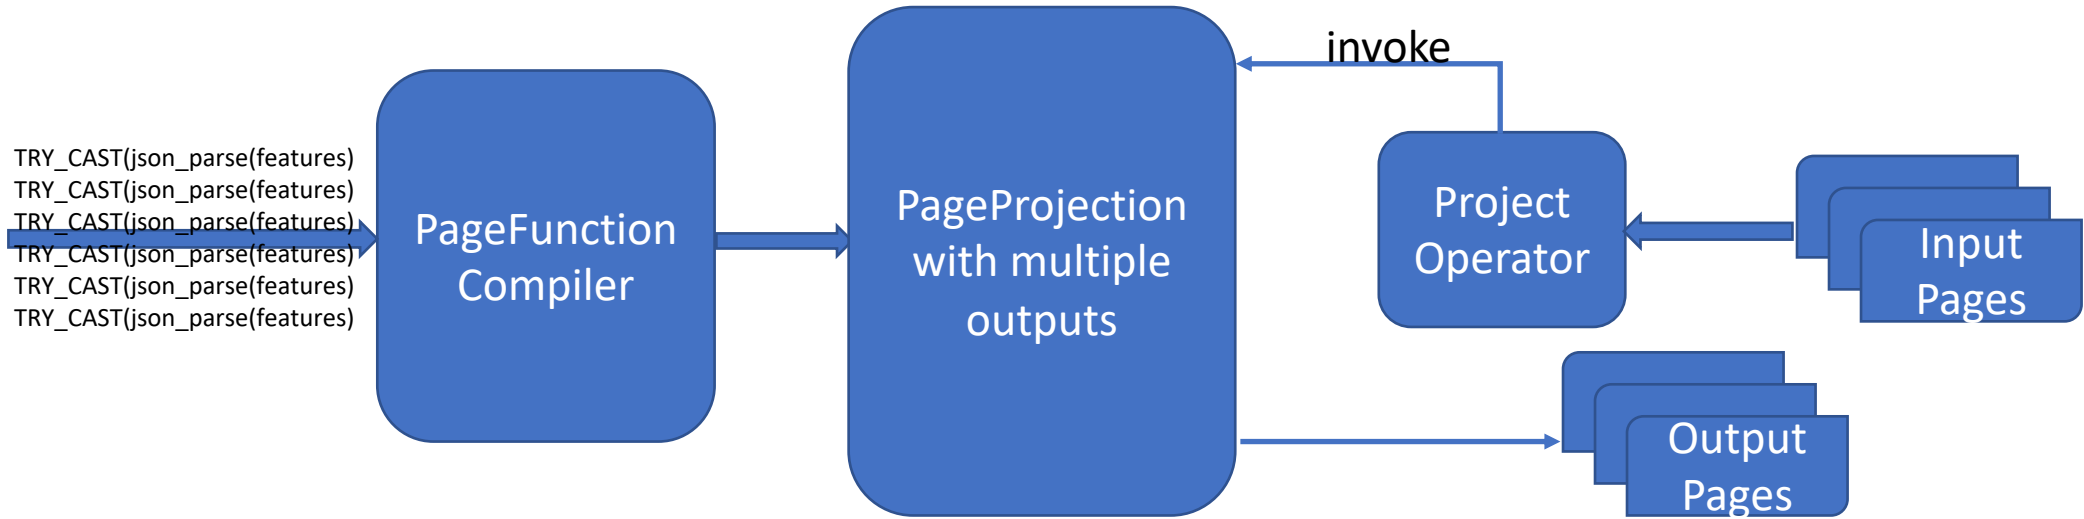 TRY_CAST(json_parse(features)
TRY_CAST(json_parse(features)
TRY_CAST(json_parse(features)
TRY_CAST(json_parse(features)
TRY_CAST(json_parse(features)
TRY_CAST(json_parse(features)
PageFunction
Compiler
PageProjection
with multiple
outputs
invoke
Project
Operator
Input
Pages
Output
Pages